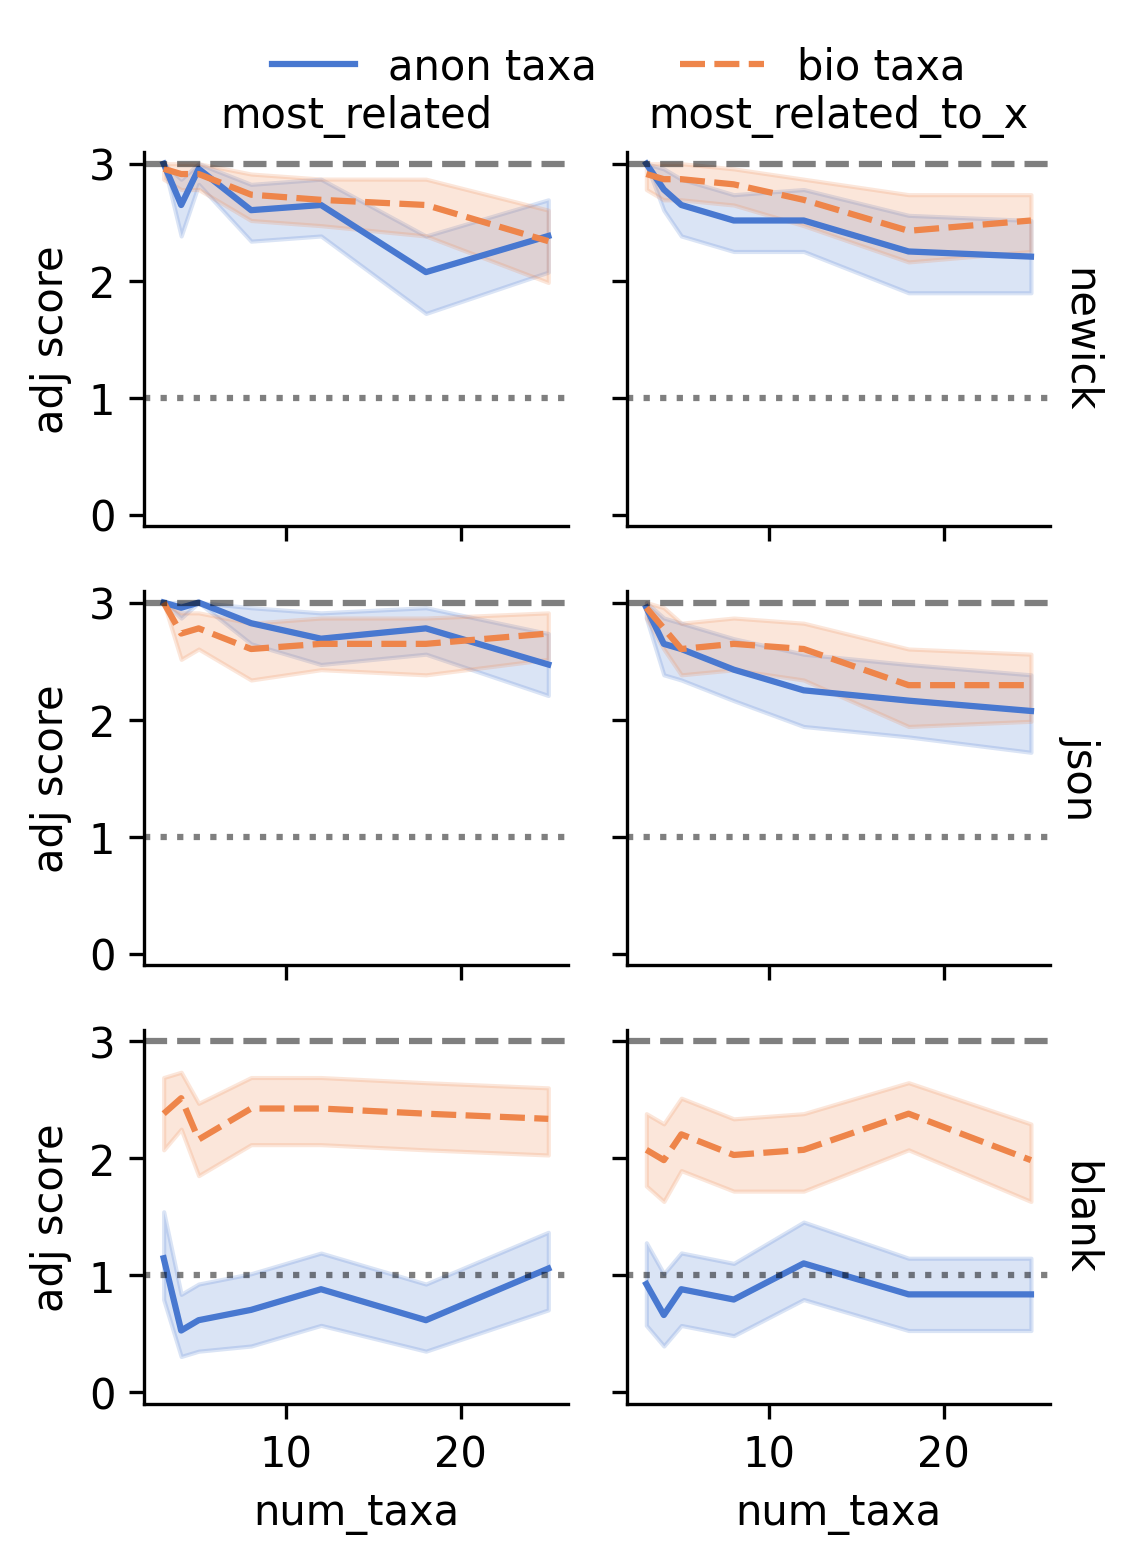 anon taxa bio taxa
most_related most_related_to_x
3
2
1
0
adj score
newick
3
2
1
0
adj score
json
3
2
1
0
adj score
blank
10 20 10 20
num_taxa num_taxa